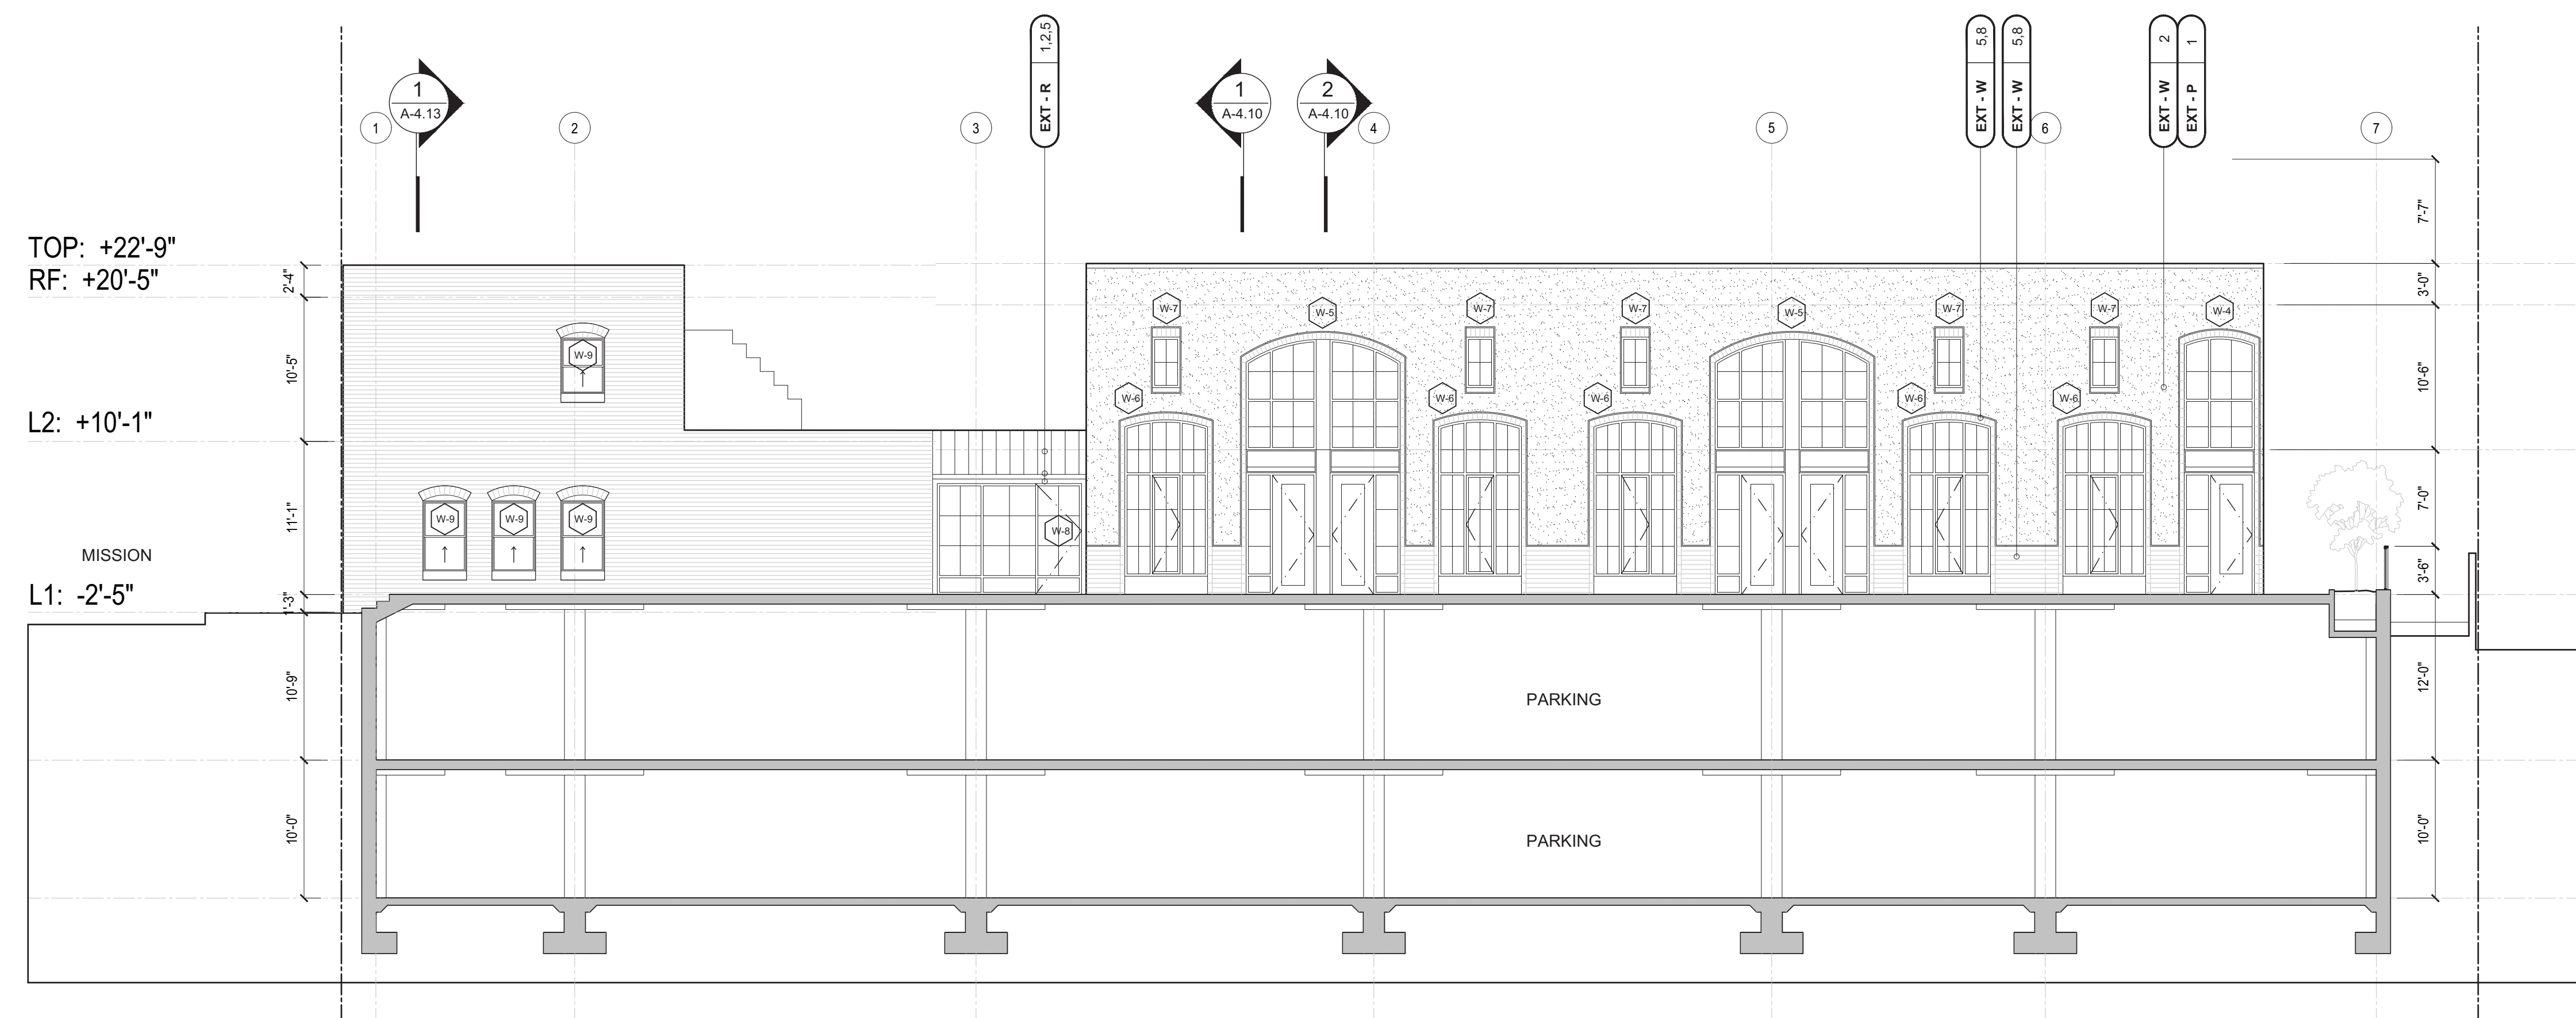 1,2,5
EXT - R
5,8
EXT - W
5,8
EXT - W
2
EXT - W
1
EXT - P
1
A-4.13
1
A-4.10
2
A-4.10
1
2
3
4
5
6
7
TOP: +22'-9"
RF: +20'-5"
L2: +10'-1"
MISSION
L1: -2'-5"
2'-4"
10'-5"
11'-1"
1'-3"
10'-9"
10'-0"
W-9
W-9
W-9
W-9
W-8
W-7
W-5
W-7
W-7
W-5
W-7
W-7
W-4
W-6
W-6
W-6
W-6
W-6
7'-7"
3'-0"
10'-6"
7'-0"
3'-6"
12'-0"
10'-0"
PARKING
PARKING